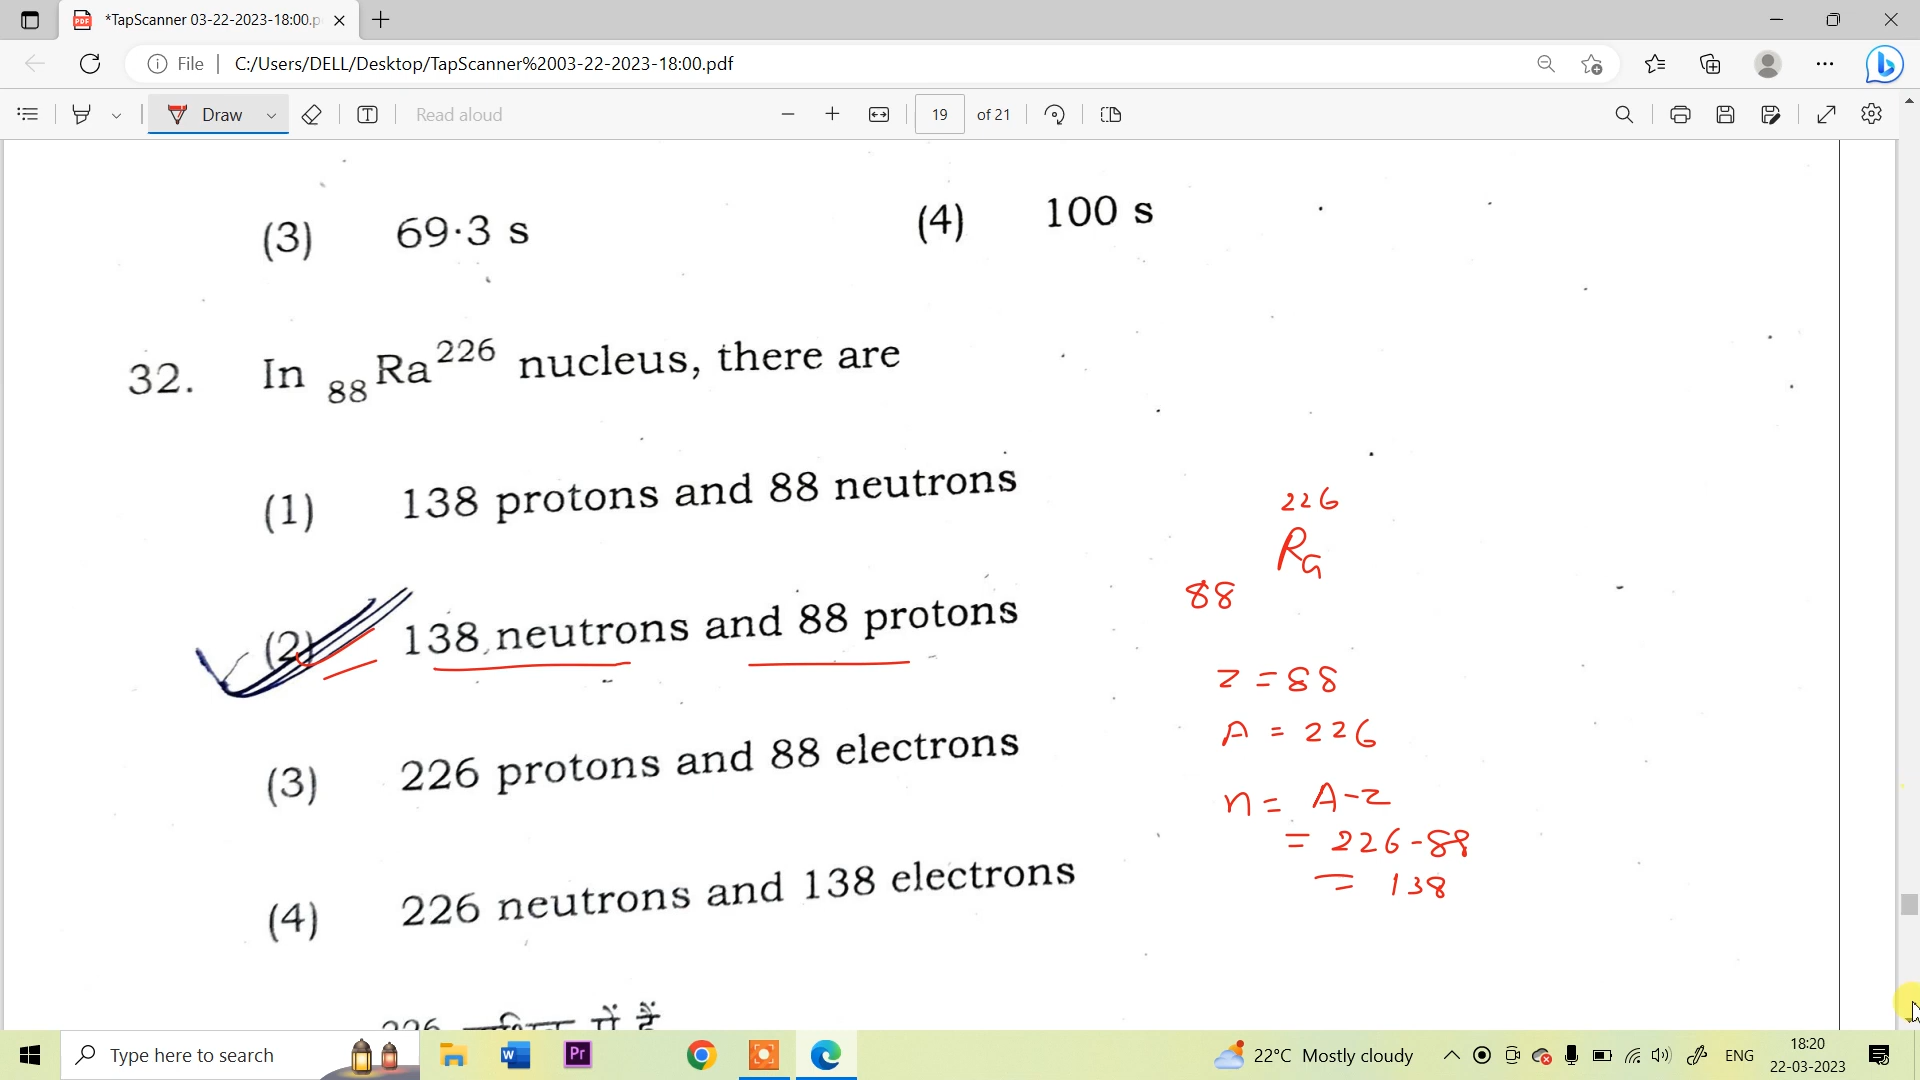 *TapScanner 03-22-2023-18:00.p
File
C:/Users/DELL/Desktop/TapScanner%2003-22-2023-18:00.pdf
Draw
Read aloud
19 of 21
(3) 69·3 s (4) 100 s
32. In 88Ra226 nucleus, there are
(1) 138 protons and 88 neutrons
(2) 138 neutrons and 88 protons
(3) 226 protons and 88 electrons
(4) 226 neutrons and 138 electrons
226
Ra
88
z = 88
A = 226
n = A-z
= 226-88
= 138
में हैं
Type here to search
Pr
22°C Mostly cloudy
ENG
18:20
22-03-2023